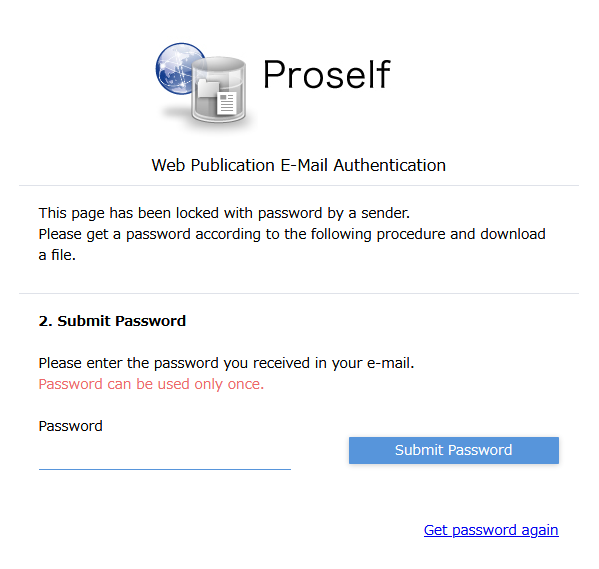 Proself
Web Publication E-Mail Authentication
This page has been locked with password by a sender.
Please get a password according to the following procedure and download
a file.
2. Submit Password
Please enter the password you received in your e-mail.
Password can be used only once.
Password
Submit Password
Get password again